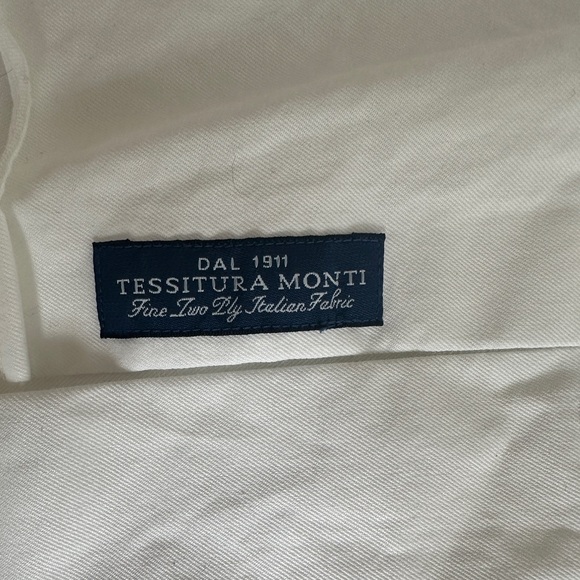 DAL 1911
TESSITURA MONTI
Fine Two Ply Italian Fabric